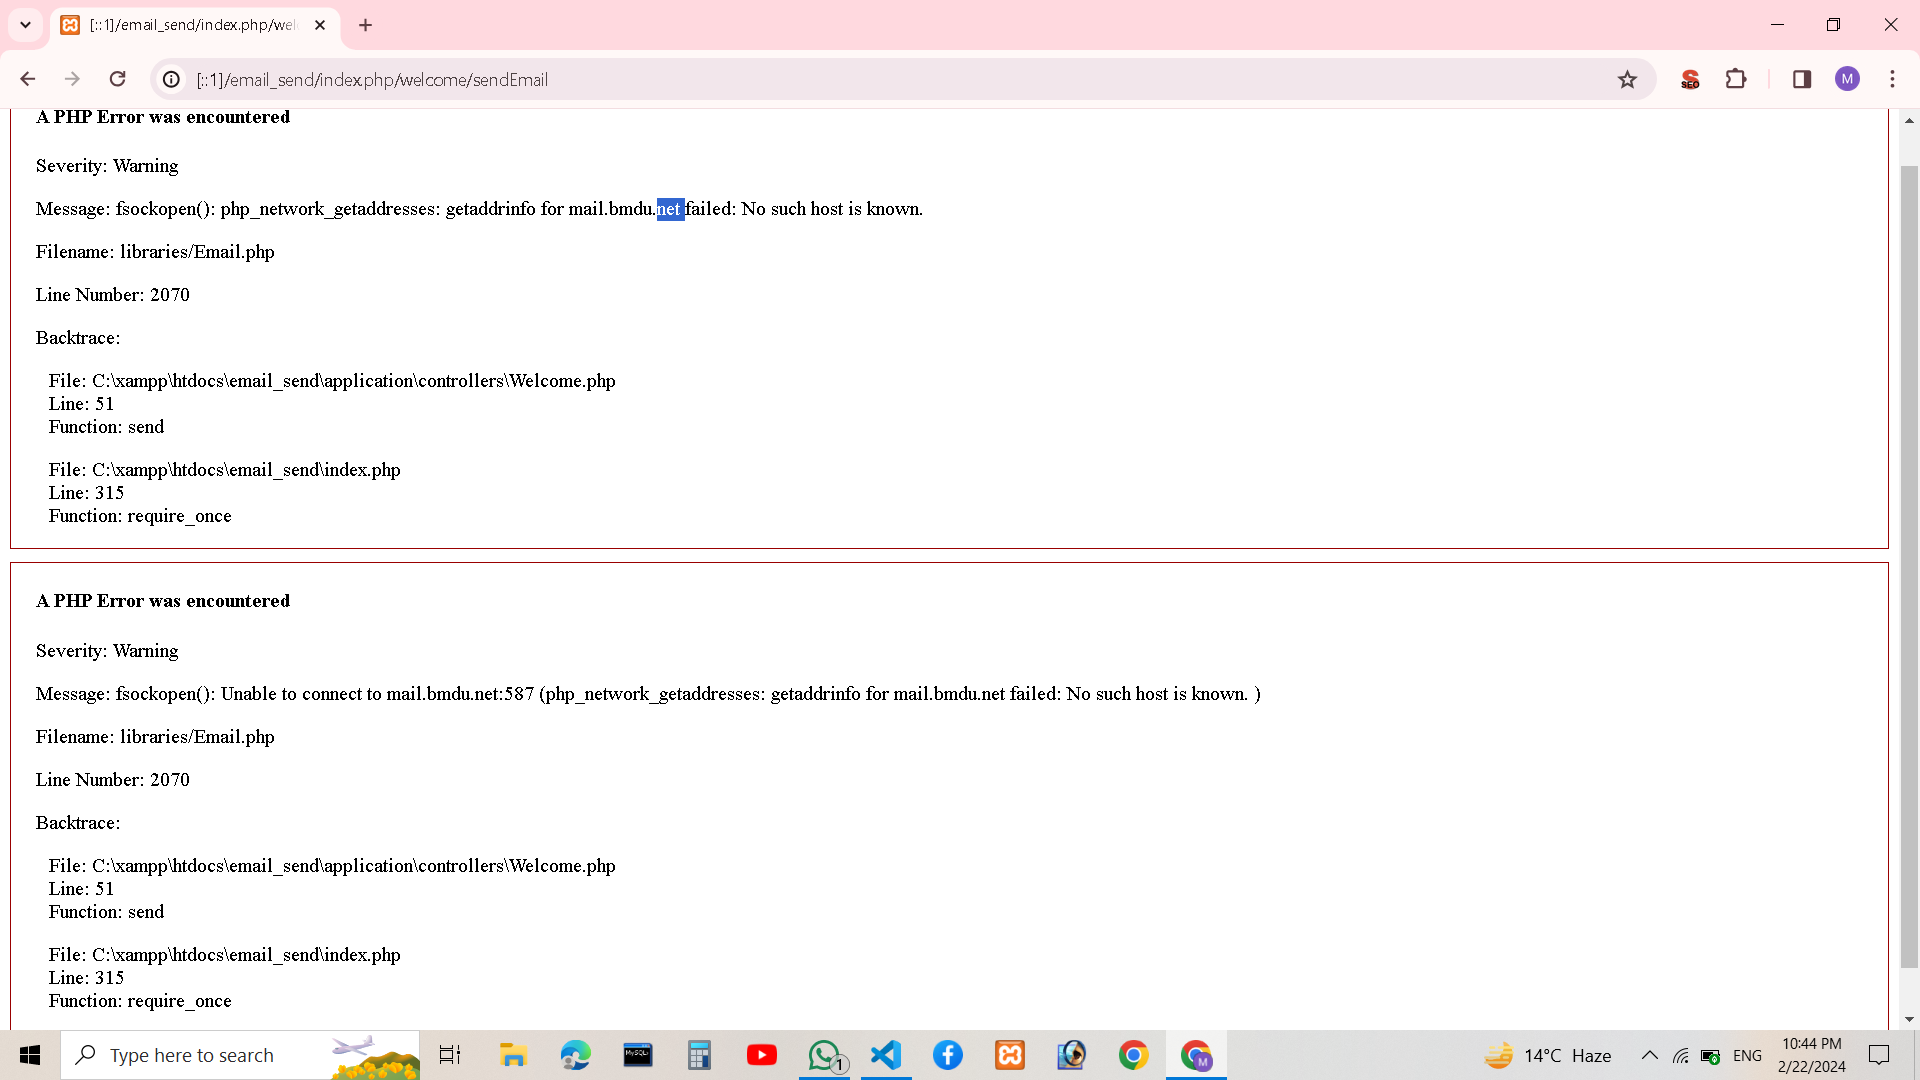 [::1]/email_send/index.php/wel
[::1]/email_send/index.php/welcome/sendEmail
SEO
M
A PHP Error was encountered
Severity: Warning
Message: fsockopen(): php_network_getaddresses: getaddrinfo for mail.bmdu.net failed: No such host is known.
Filename: libraries/Email.php
Line Number: 2070
Backtrace:
File: C:\xampp\htdocs\email_send\application\controllers\Welcome.php
Line: 51
Function: send
File: C:\xampp\htdocs\email_send\index.php
Line: 315
Function: require_once
A PHP Error was encountered
Severity: Warning
Message: fsockopen(): Unable to connect to mail.bmdu.net:587 (php_network_getaddresses: getaddrinfo for mail.bmdu.net failed: No such host is known. )
Filename: libraries/Email.php
Line Number: 2070
Backtrace:
File: C:\xampp\htdocs\email_send\application\controllers\Welcome.php
Line: 51
Function: send
File: C:\xampp\htdocs\email_send\index.php
Line: 315
Function: require_once
Type here to search
MySQL
1
M
14°C Haze
ENG
10:44 PM
2/22/2024